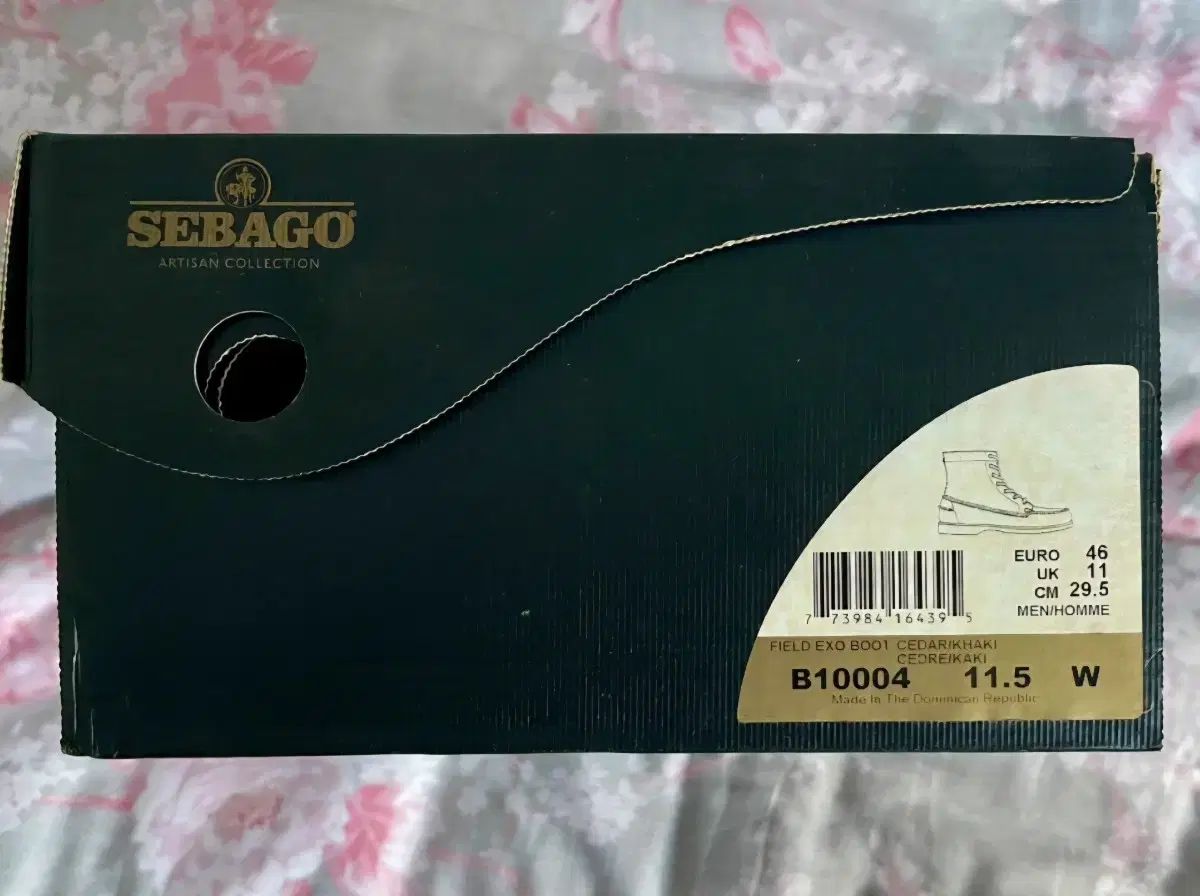 SEBAGO
ARTISAN COLLECTION
EURO 46
UK 11
CM 29.5
MEN/HOMME
7 73984 16439 5
FIELD EXO BOOT CEDAR/KHAKI
CEDRE/KAKI
B10004 11.5 W
Made In The Dominican Republic